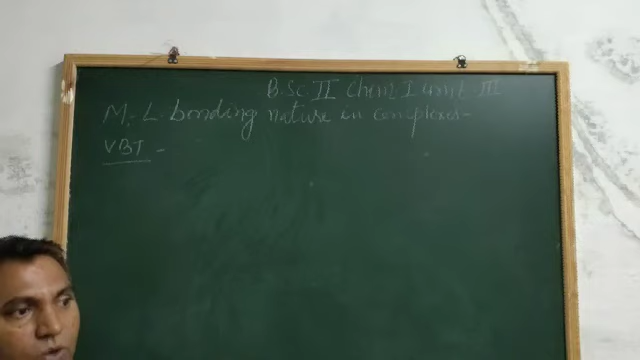 B.Sc.II Chem I Unit III
M-L bonding nature in complexes-
VBT -